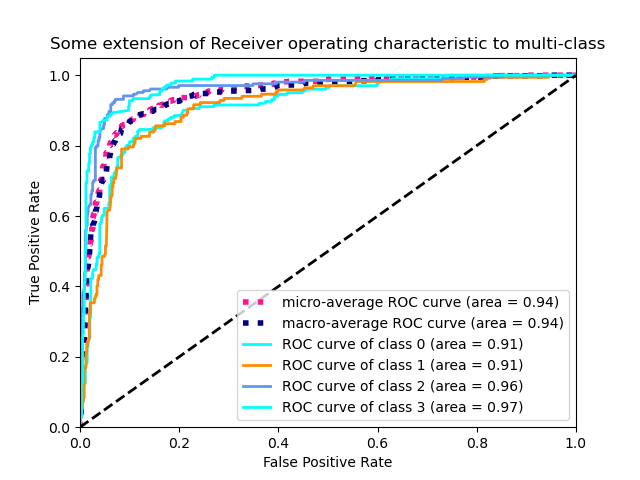 Some extension of Receiver operating characteristic to multi-class
1.0
0.8
0.6
0.4
0.2
0.0
True Positive Rate
micro-average ROC curve (area = 0.94)
macro-average ROC curve (area = 0.94)
ROC curve of class 0 (area = 0.91)
ROC curve of class 1 (area = 0.91)
ROC curve of class 2 (area = 0.96)
ROC curve of class 3 (area = 0.97)
0.0 0.2 0.4 0.6 0.8 1.0
False Positive Rate